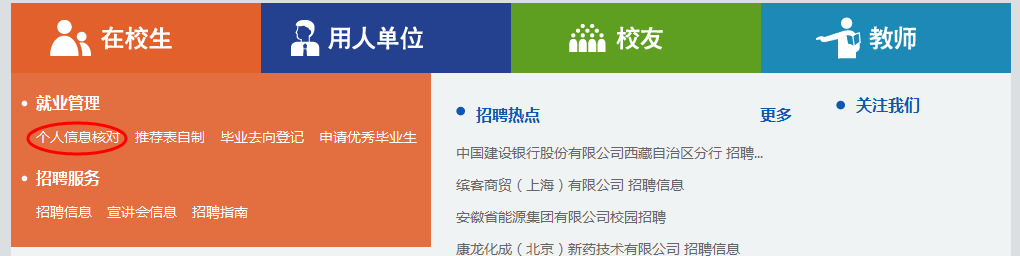 在校生 用人单位 校友 教师
• 就业管理
个人信息核对 推荐表自制 毕业去向登记 申请优秀毕业生
• 招聘服务
招聘信息 宣讲会信息 招聘指南
• 招聘热点 更多
中国建设银行股份有限公司西藏自治区分行 招聘...
缤客商贸（上海）有限公司 招聘信息
安徽省能源集团有限公司校园招聘
康龙化成（北京）新药技术有限公司 招聘信息
• 关注我们